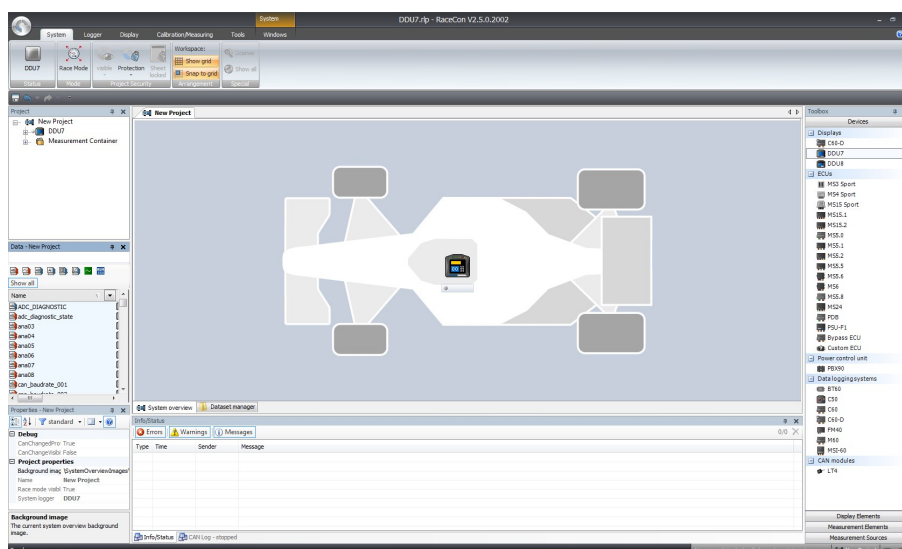 System
DDU7.rlp - RaceCon V2.5.0.2002
System Logger Display Calibration/Measuring Tools Windows
DDU7
Race Mode
Protection
Sheet locked
Workspace:
Show grid
Snap to grid
Show all
Status
Mode
Project Security
Arrangement
Special
Project
New Project
DDU7
Measurement Container
New Project
Data - New Project
Show all
Name
ADC_DIAGNOSTIC
adc_diagnostic_state
ana03
ana04
ana05
ana06
ana07
ana08
can_baudrate_001
Properties - New Project
standard
Debug
CanChangedPro True
CanChangeVisibl False
Project properties
Background imag \SystemOverviewImages\
Name New Project
Race mode visibl True
System logger DDU7
Background image
The current system overview background
image.
System overview Dataset manager
Info/Status
Errors Warnings Messages
0/0
Type Time Sender Message
Info/Status CAN Log - stopped
Toolbox
Devices
Displays
C60-D
DDU7
DDU8
ECUs
MS3 Sport
MS4 Sport
MS15 Sport
MS15.1
MS15.2
MS5.0
MS5.1
MS5.2
MS5.5
MS5.6
MS6
MS5.8
MS24
PDB
PSU-F1
Bypass ECU
Custom ECU
Power control unit
PBX90
Data logging systems
BT60
C50
C60
C60-D
FM40
M60
MSI-60
CAN modules
LT4
Display Elements
Measurement Elements
Measurement Sources